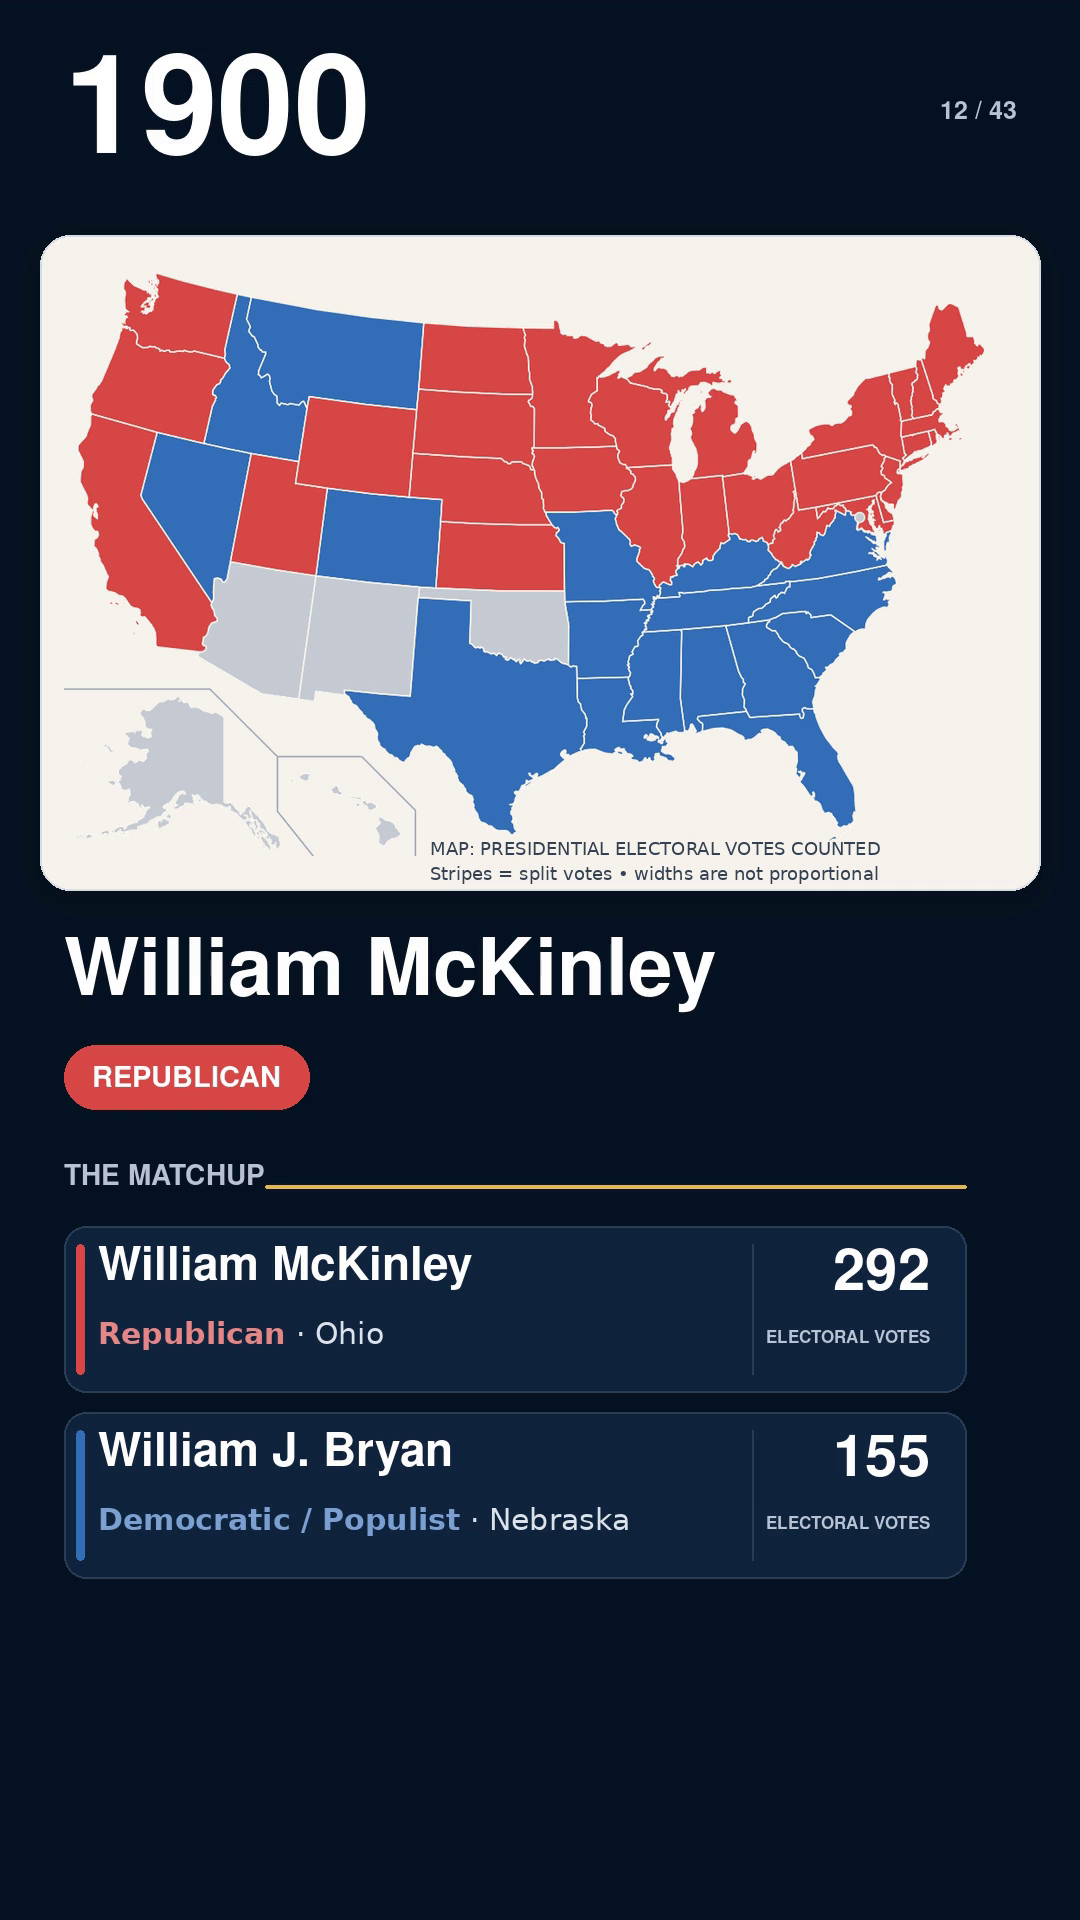 1900
12 / 43
MAP: PRESIDENTIAL ELECTORAL VOTES COUNTED
Stripes = split votes • widths are not proportional
William McKinley
REPUBLICAN
THE MATCHUP
William McKinley
292
Republican · Ohio
ELECTORAL VOTES
William J. Bryan
155
Democratic / Populist · Nebraska
ELECTORAL VOTES